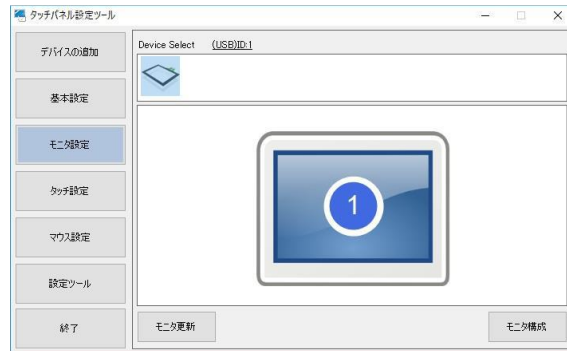 タッチパネル設定ツール
デバイスの追加
基本設定
モニタ設定
タッチ設定
マウス設定
設定ツール
終了
Device Select (USB)ID:1
1
モニタ更新
モニタ構成